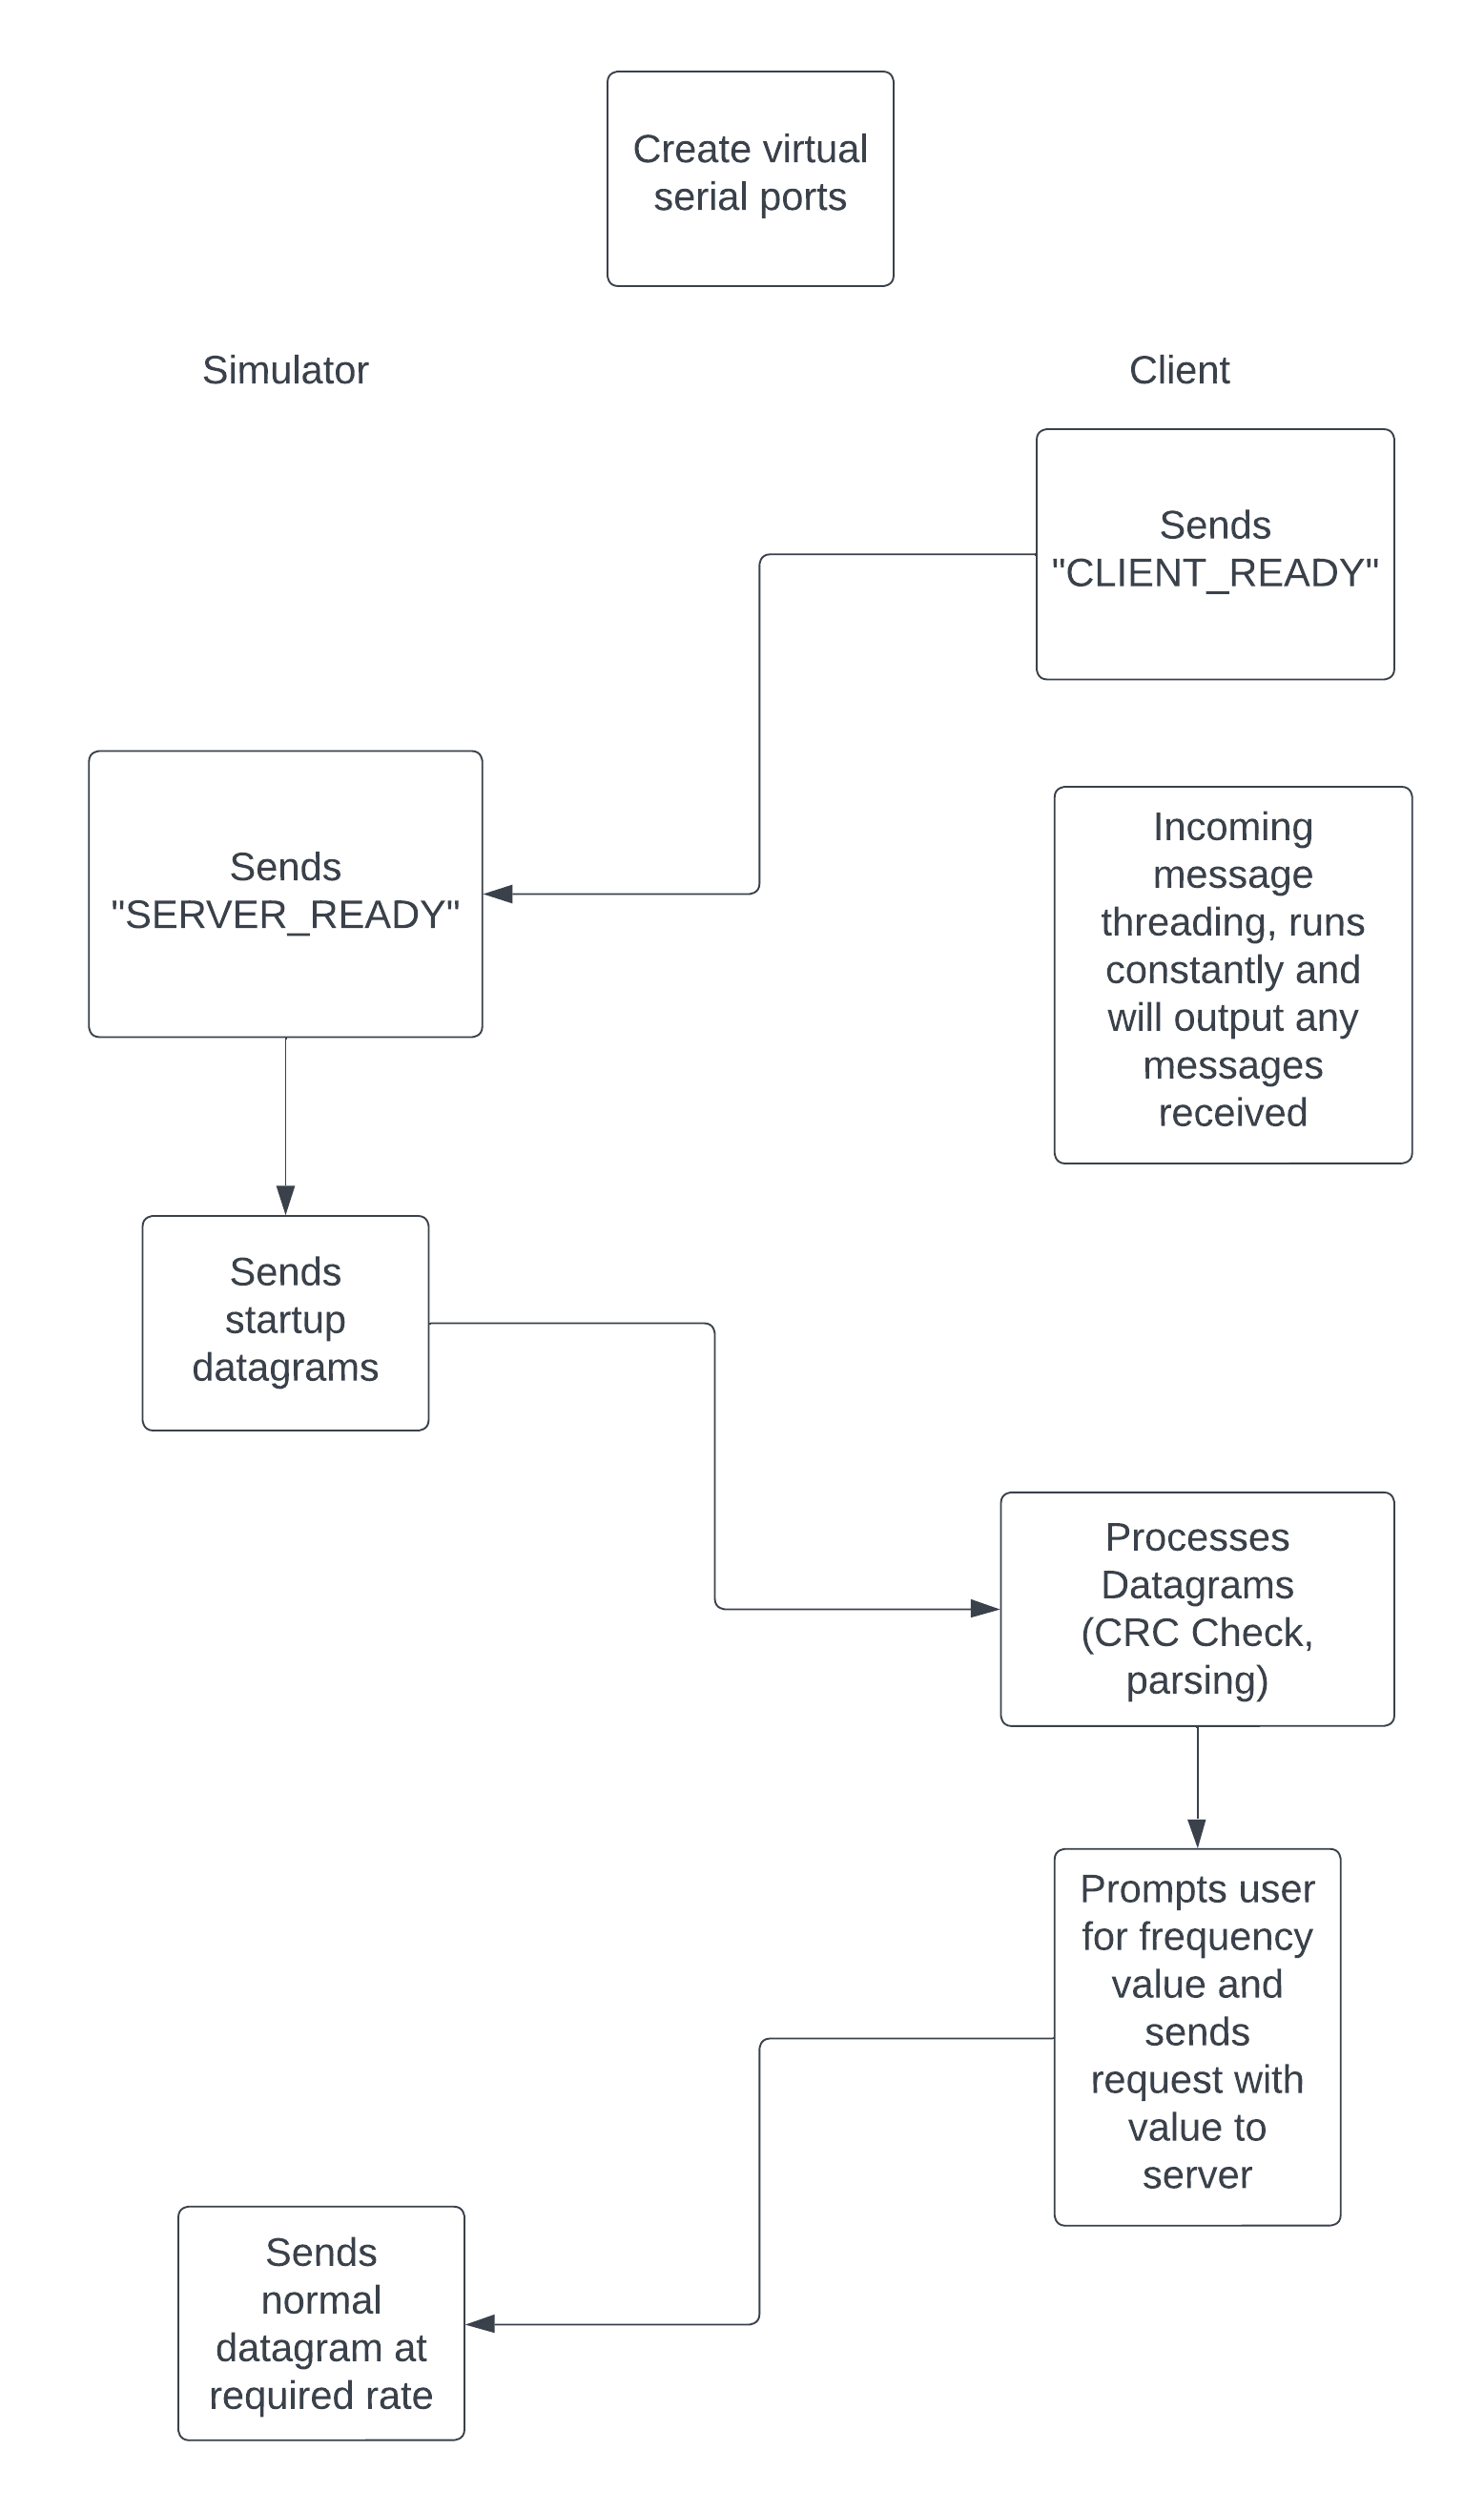 Create virtual
serial ports
Simulator
Client
Sends
"CLIENT_READY"
Sends
"SERVER_READY"
Incoming
message
threading, runs
constantly and
will output any
messages
received
Sends
startup
datagrams
Processes
Datagrams
(CRC Check,
parsing)
Prompts user
for frequency
value and
sends
request with
value to
server
Sends
normal
datagram at
required rate